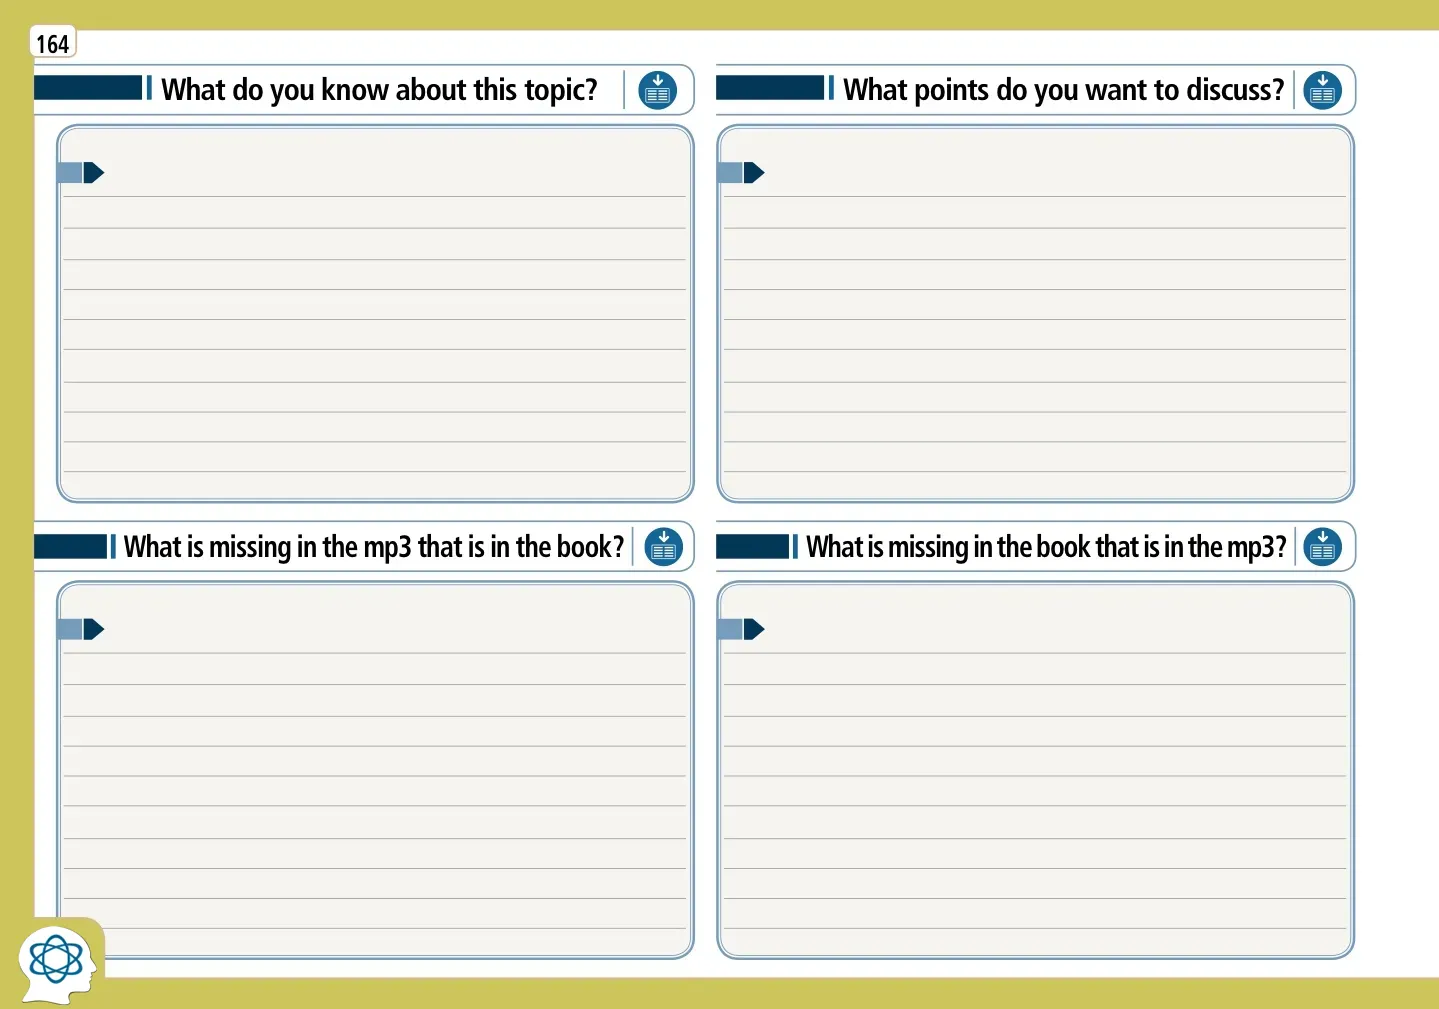 164
What do you know about this topic?
What points do you want to discuss?
What is missing in the mp3 that is in the book?
What is missing in the book that is in the mp3?